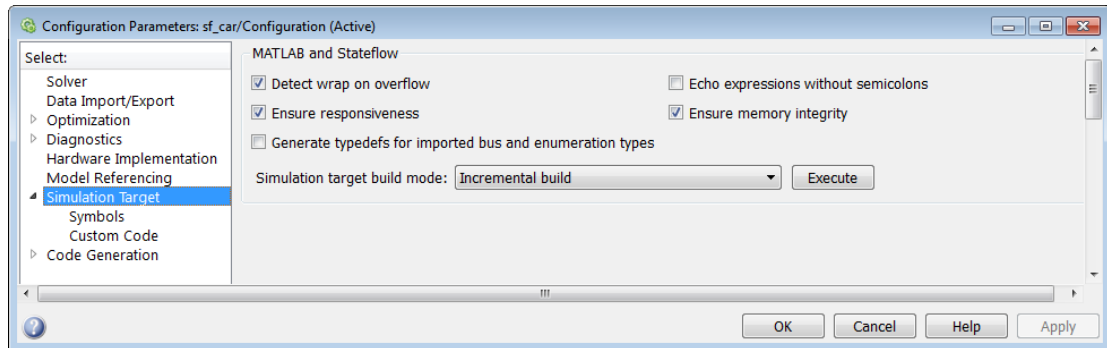 Configuration Parameters: sf_car/Configuration (Active)
Select:
Solver
Data Import/Export
Optimization
Diagnostics
Hardware Implementation
Model Referencing
Simulation Target
Symbols
Custom Code
Code Generation
MATLAB and Stateflow
Detect wrap on overflow
Echo expressions without semicolons
Ensure responsiveness
Ensure memory integrity
Generate typedefs for imported bus and enumeration types
Simulation target build mode: Incremental build Execute
OK Cancel Help Apply